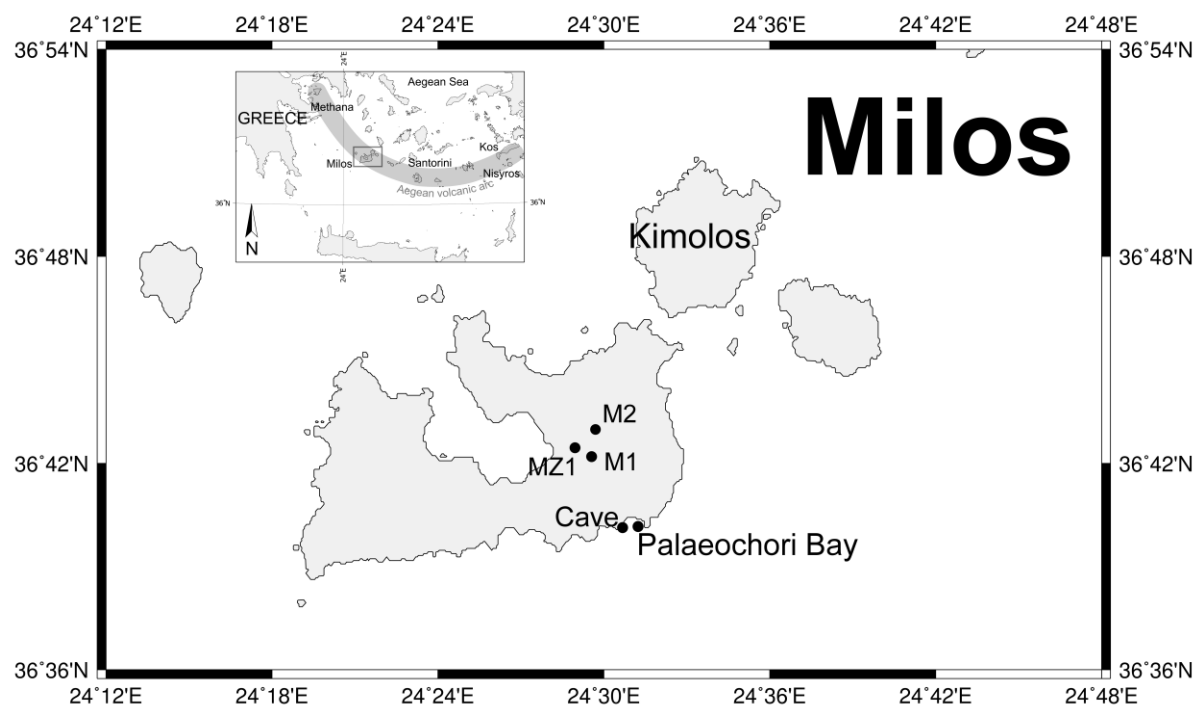 24˚12'E 24˚18'E 24˚24'E 24˚30'E 24˚36'E 24˚42'E 24˚48'E
36˚54'N 36˚54'N
24˚E
Aegean Sea
Methana
GREECE
Milos
Kos
Milos
Santorini
Nisyros
Aegean volcanic arc
36˚N 36˚N
N
24˚E
Kimolos
36˚48'N 36˚48'N
M2
MZ1 M1
36˚42'N 36˚42'N
Cave
Palaeochori Bay
36˚36'N 36˚36'N
24˚12'E 24˚18'E 24˚24'E 24˚30'E 24˚36'E 24˚42'E 24˚48'E